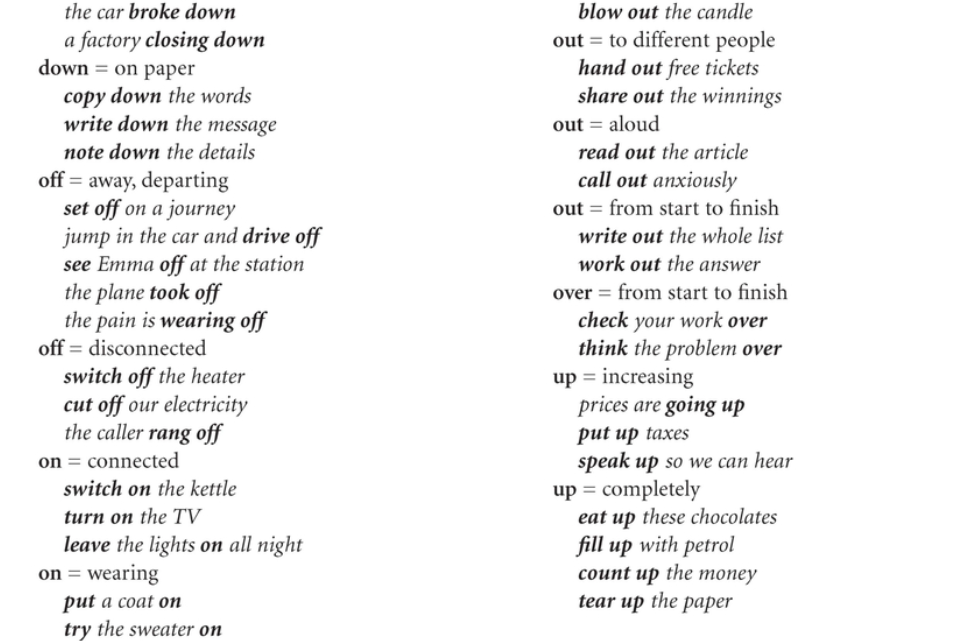 the car broke down
a factory closing down
down = on paper
copy down the words
write down the message
note down the details
off = away, departing
set off on a journey
jump in the car and drive off
see Emma off at the station
the plane took off
the pain is wearing off
off = disconnected
switch off the heater
cut off our electricity
the caller rang off
on = connected
switch on the kettle
turn on the TV
leave the lights on all night
on = wearing
put a coat on
try the sweater on
blow out the candle
out = to different people
hand out free tickets
share out the winnings
out = aloud
read out the article
call out anxiously
out = from start to finish
write out the whole list
work out the answer
over = from start to finish
check your work over
think the problem over
up = increasing
prices are going up
put up taxes
speak up so we can hear
up = completely
eat up these chocolates
fill up with petrol
count up the money
tear up the paper